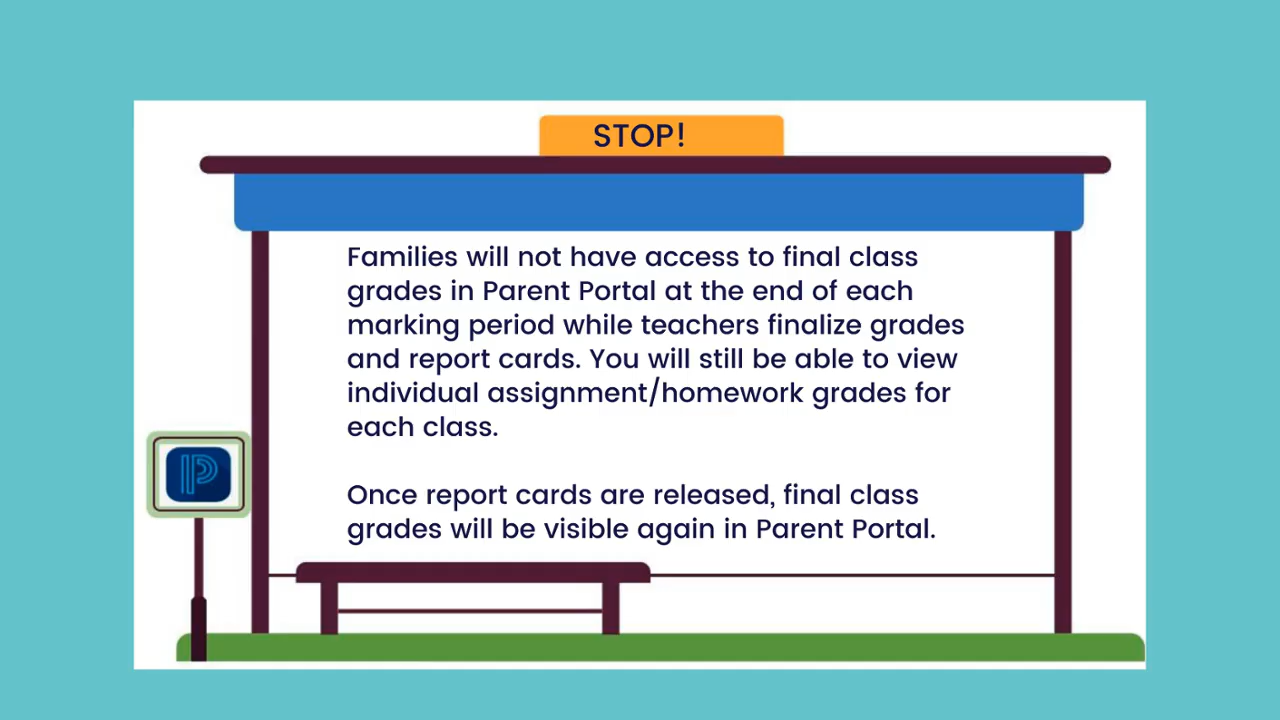 STOP!
Families will not have access to final class
grades in Parent Portal at the end of each
marking period while teachers finalize grades
and report cards. You will still be able to view
individual assignment/homework grades for
each class.
Once report cards are released, final class
grades will be visible again in Parent Portal.
P